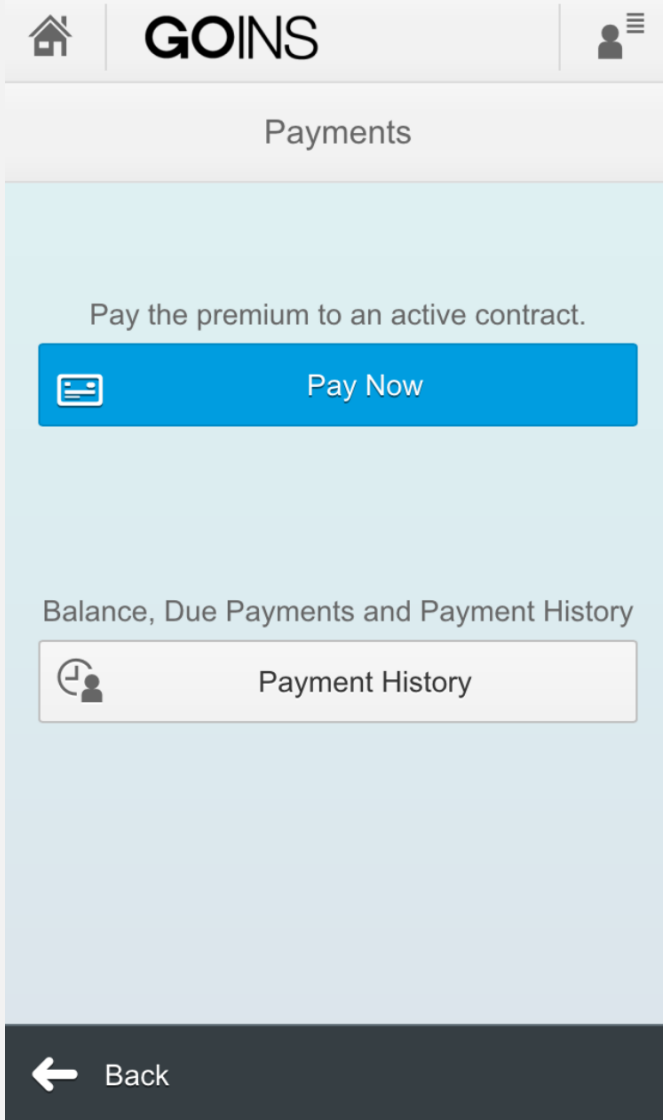 GOINS
Payments
Pay the premium to an active contract.
Pay Now
Balance, Due Payments and Payment History
Payment History
Back